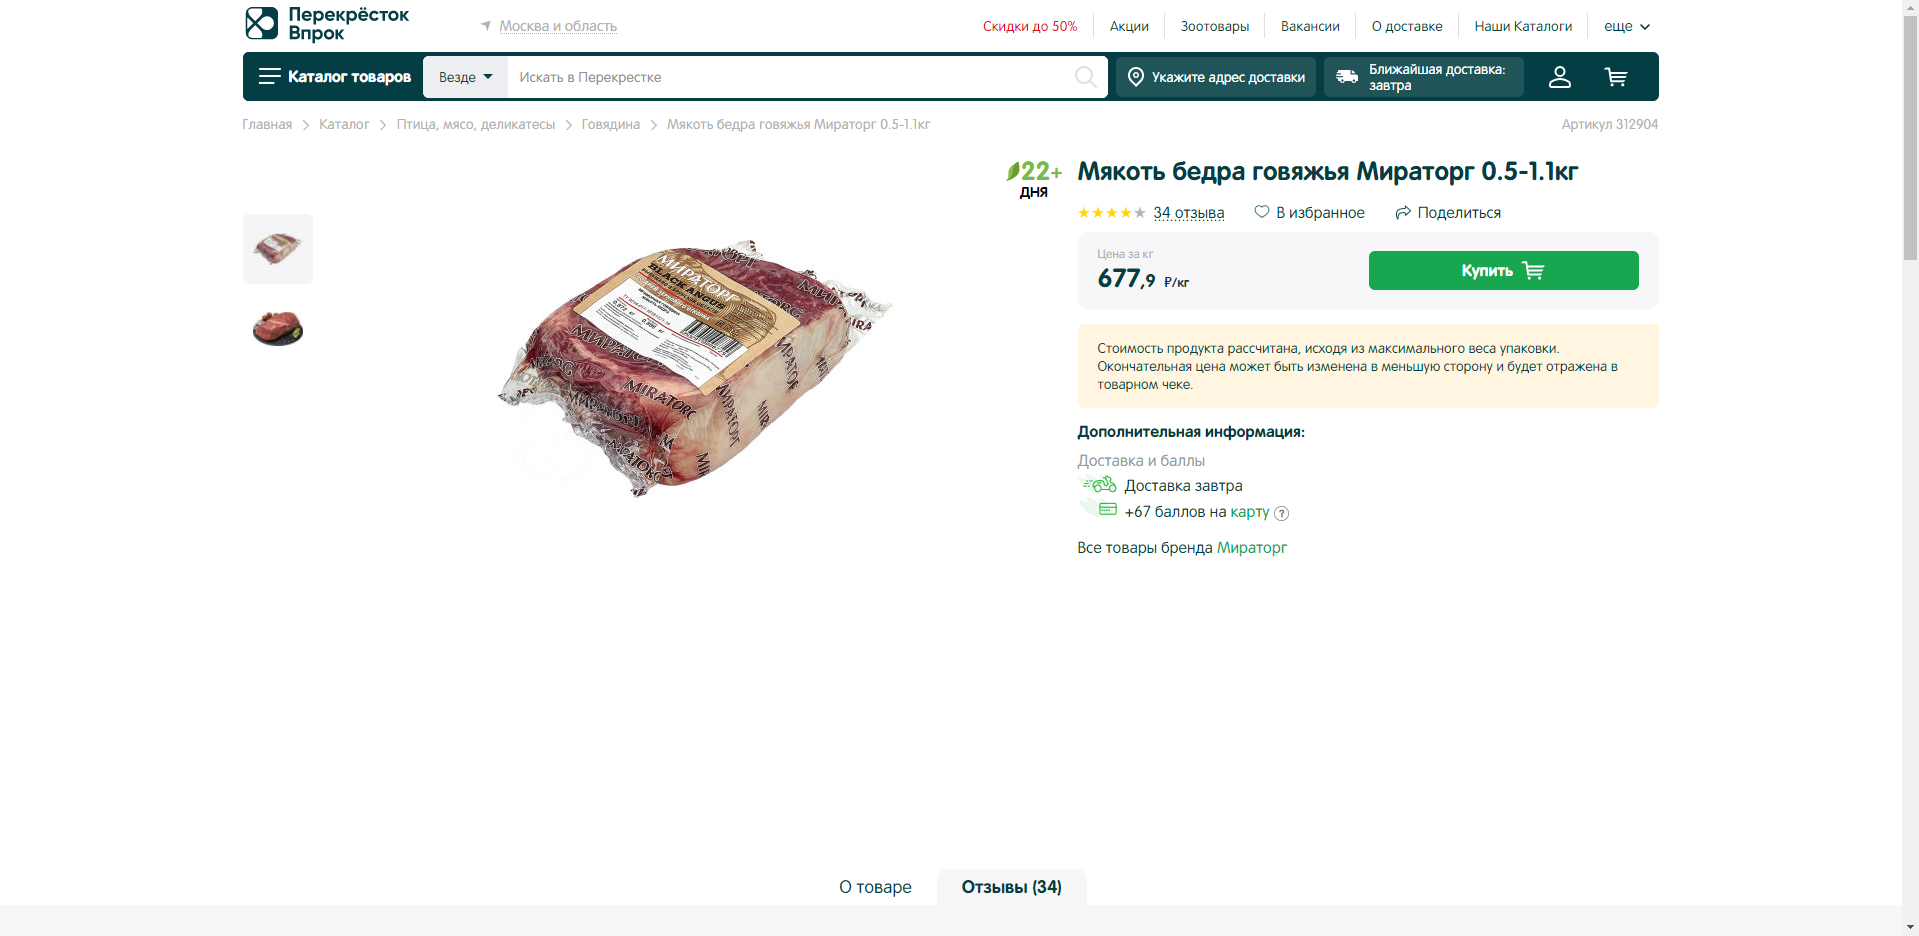 Перекрёсток
Впрок
Москва и область
Скидки до 50%
Акции
Зоотовары
Вакансии
О доставке
Наши Каталоги
еще
Каталог товаров
Везде
Искать в Перекрестке
Укажите адрес доставки
Ближайшая доставка:
завтра
Главная
Каталог
Птица, мясо, деликатесы
Говядина
Мякоть бедра говяжья Мираторг 0.5-1.1кг
Артикул 312904
22+
ДНЯ
Мякоть бедра говяжья Мираторг 0.5-1.1кг
34 отзыва
В избранное
Поделиться
Цена за кг
677,9 ₽/кг
Купить
МИРАТОРГ
BLACK ANGUS
MIRATORG
МИРАТОРГ
Стоимость продукта рассчитана, исходя из максимального веса упаковки.
Окончательная цена может быть изменена в меньшую сторону и будет отражена в
товарном чеке.
Дополнительная информация:
Доставка и баллы
Доставка завтра
+67 баллов на карту ?
Все товары бренда Мираторг
О товаре
Отзывы (34)